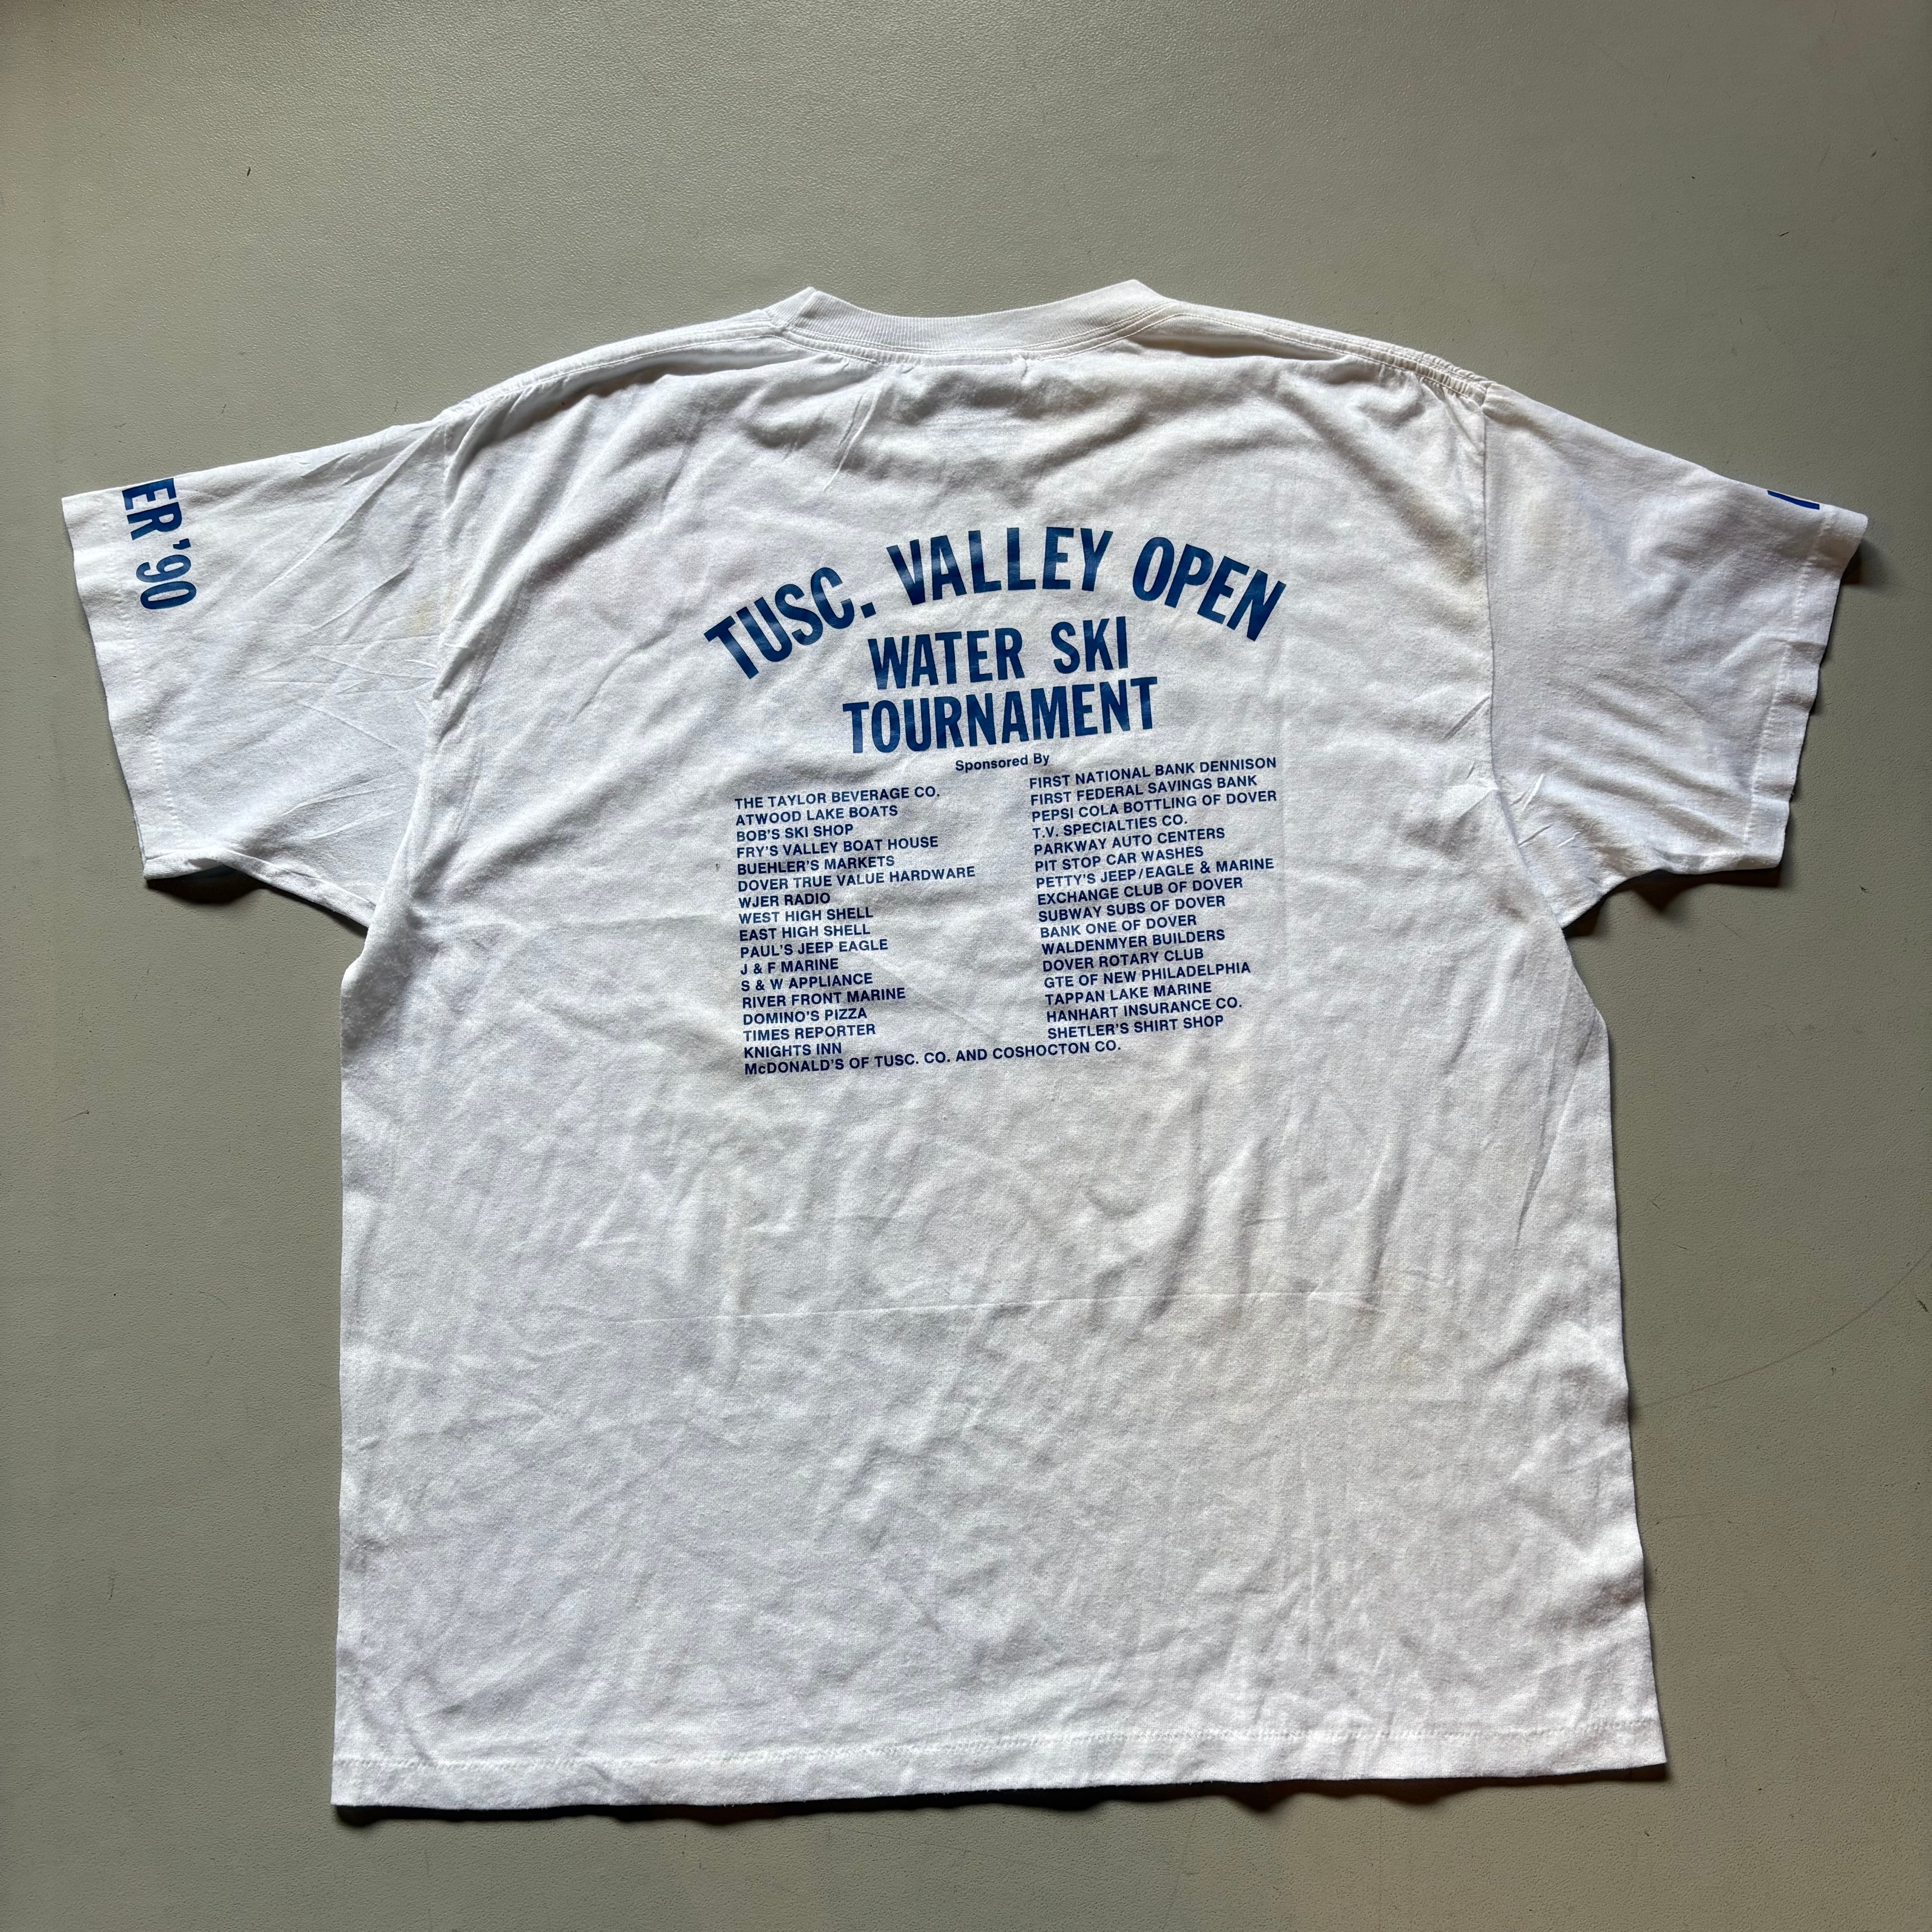 ER '90
TUSC. VALLEY OPEN
WATER SKI
TOURNAMENT
Sponsored By
THE TAYLOR BEVERAGE CO.
ATWOOD LAKE BOATS
BOB'S SKI SHOP
FRY'S VALLEY BOAT HOUSE
BUEHLER'S MARKETS
DOVER TRUE VALUE HARDWARE
WJER RADIO
WEST HIGH SHELL
EAST HIGH SHELL
PAUL'S JEEP EAGLE
J & F MARINE
S & W APPLIANCE
RIVER FRONT MARINE
DOMINO'S PIZZA
TIMES REPORTER
KNIGHTS INN
FIRST NATIONAL BANK DENNISON
FIRST FEDERAL SAVINGS BANK
PEPSI COLA BOTTLING OF DOVER
T.V. SPECIALTIES CO.
PARKWAY AUTO CENTERS
PIT STOP CAR WASHES
PETTY'S JEEP/EAGLE & MARINE
EXCHANGE CLUB OF DOVER
SUBWAY SUBS OF DOVER
BANK ONE OF DOVER
WALDENMYER BUILDERS
DOVER ROTARY CLUB
GTE OF NEW PHILADELPHIA
TAPPAN LAKE MARINE
HANHART INSURANCE CO.
SHETLER'S SHIRT SHOP
McDONALD'S OF TUSC. CO. AND COSHOCTON CO.